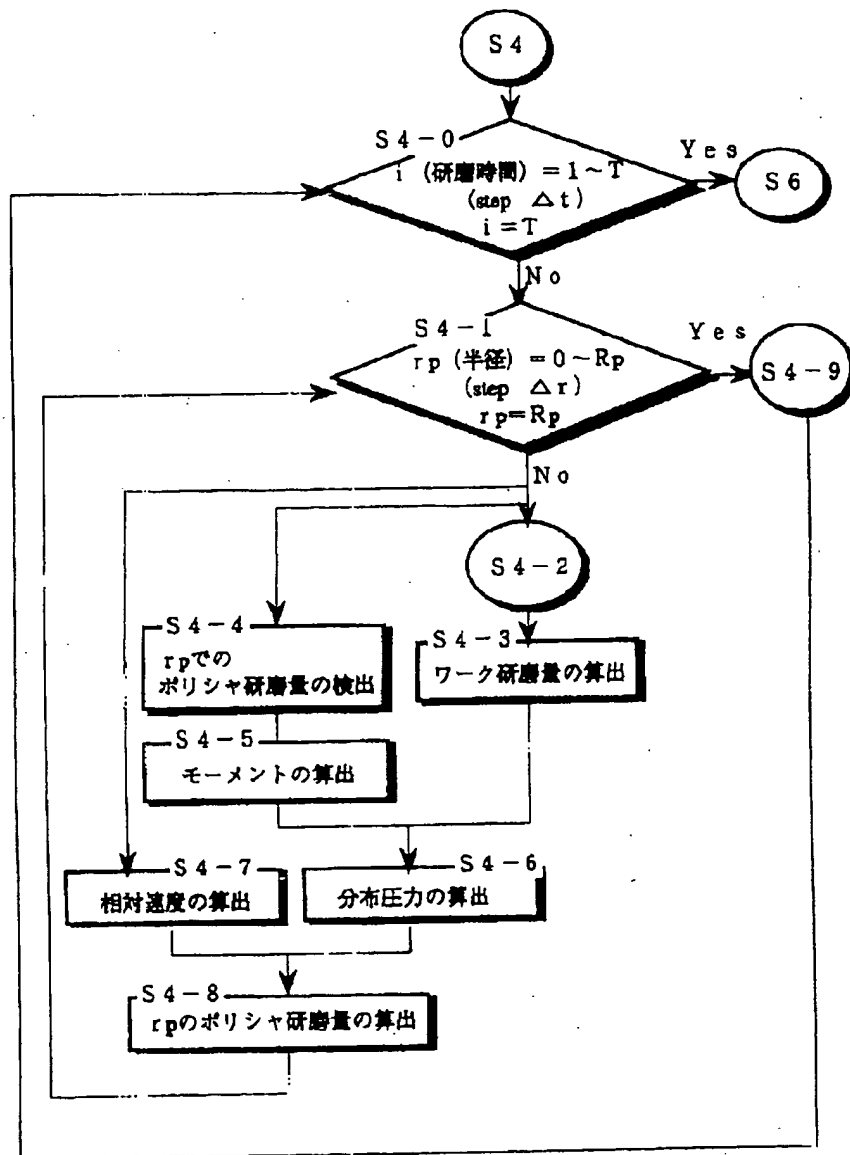 S4
S4-0
i (研磨時間) = 1~T
(step △t)
i=T
Yes
S6
No
S4-1
rp (半径) = 0~Rp
(step △r)
rp=Rp
Yes
S4-9
No
S4-2
S4-4
rpでの
ポリシャ研磨量の検出
S4-3
ワーク研磨量の算出
S4-5
モーメントの算出
S4-7
相対速度の算出
S4-6
分布圧力の算出
S4-8
rpのポリシャ研磨量の算出